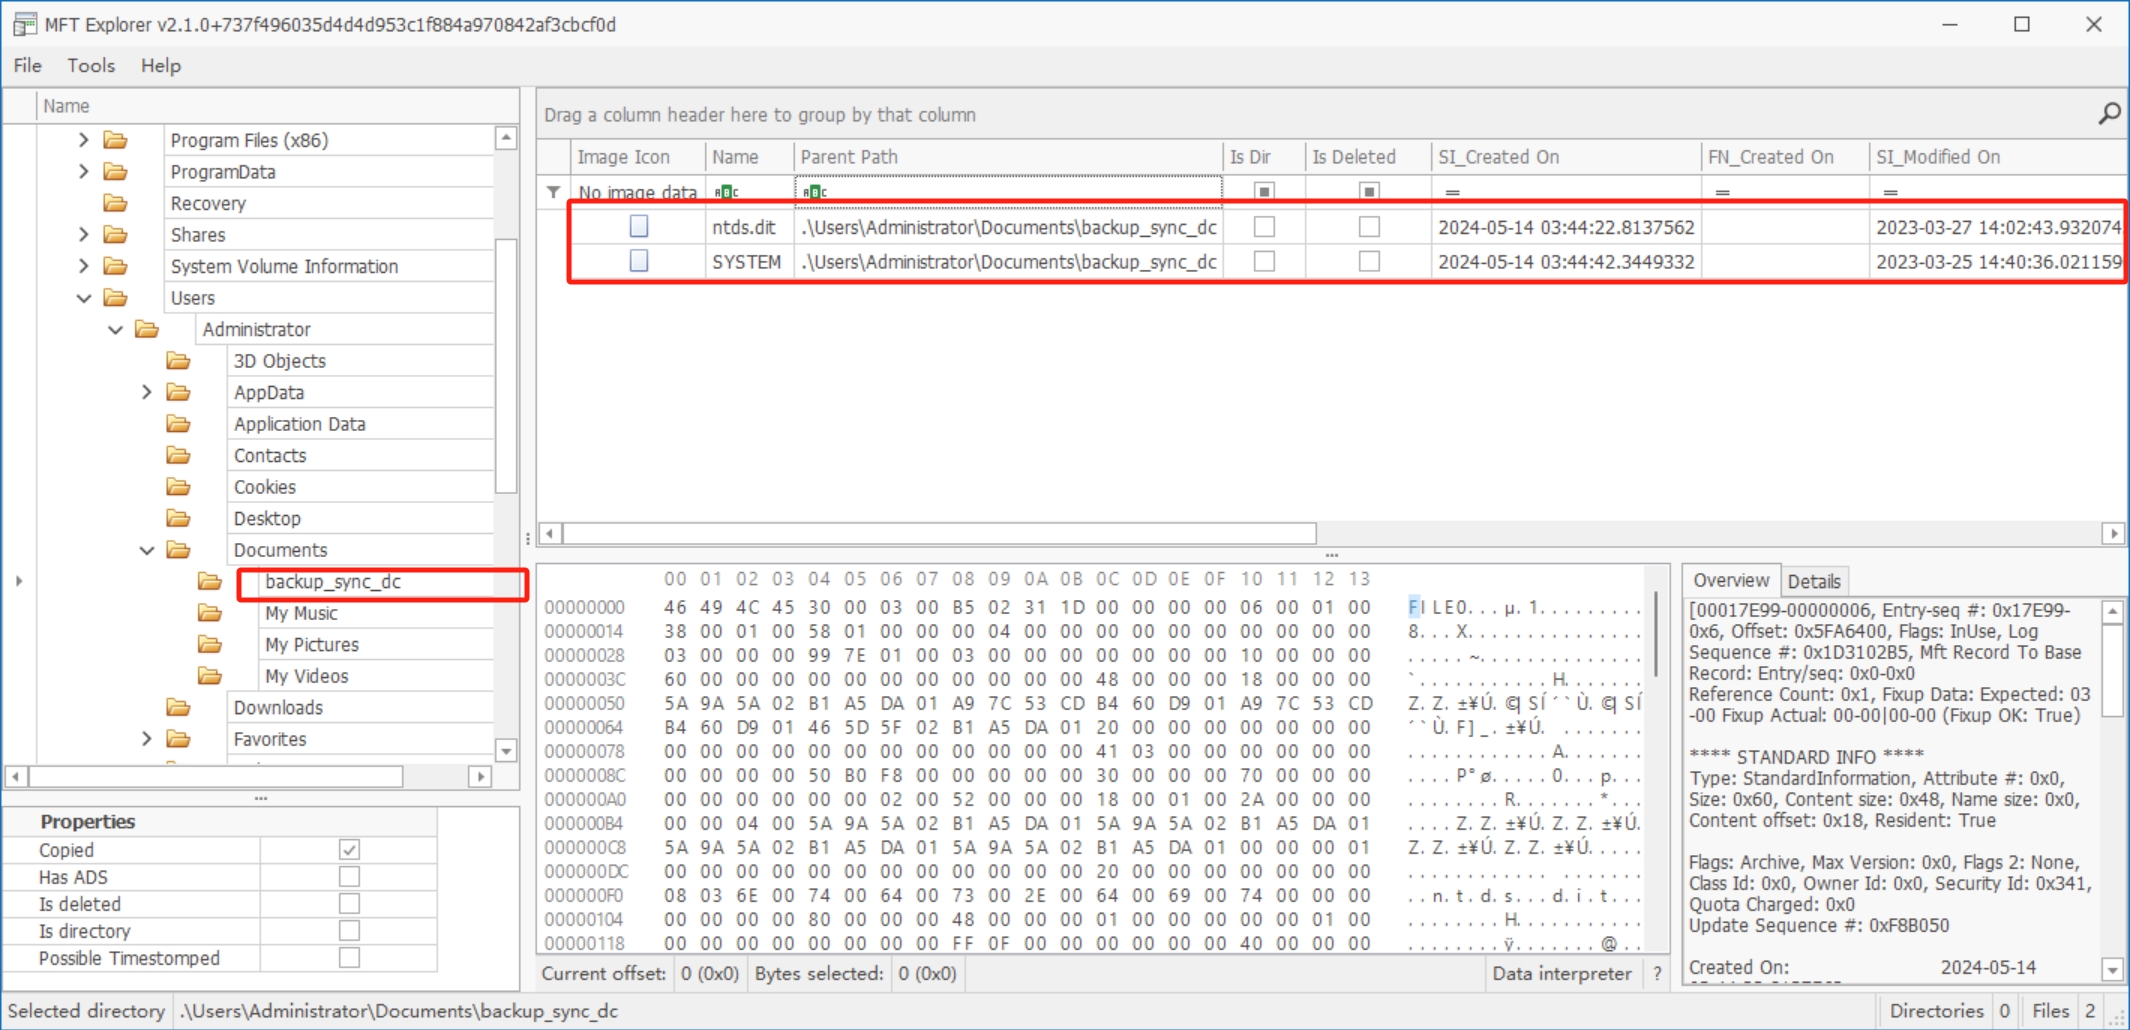 MFT Explorer v2.1.0+737f496035d4d4d953c1f884a970842af3cbcf0d
File Tools Help
Name
Program Files (x86)
ProgramData
Recovery
Shares
System Volume Information
Users
Administrator
3D Objects
AppData
Application Data
Contacts
Cookies
Desktop
Documents
backup_sync_dc
My Music
My Pictures
My Videos
Downloads
Favorites
Properties
Copied
Has ADS
Is deleted
Is directory
Possible Timestomped
Drag a column header here to group by that column
Image Icon Name Parent Path Is Dir Is Deleted SI_Created On FN_Created On SI_Modified On
No image data ABC ABC = = =
ntds.dit .\Users\Administrator\Documents\backup_sync_dc 2024-05-14 03:44:22.8137562 2023-03-27 14:02:43.932074
SYSTEM .\Users\Administrator\Documents\backup_sync_dc 2024-05-14 03:44:42.3449332 2023-03-25 14:40:36.021159
00 01 02 03 04 05 06 07 08 09 0A 0B 0C 0D 0E 0F 10 11 12 13
00000000 46 49 4C 45 30 00 03 00 B5 02 31 1D 00 00 00 00 06 00 01 00 FILE0...µ.1.........
00000014 38 00 01 00 58 01 00 00 00 04 00 00 00 00 00 00 00 00 00 00 8...X...............
00000028 03 00 00 00 99 7E 01 00 03 00 00 00 00 00 00 00 10 00 00 00 .....~..............
0000003C 60 00 00 00 00 00 00 00 00 00 00 00 48 00 00 00 18 00 00 00 `...........H.......
00000050 5A 9A 5A 02 B1 A5 DA 01 A9 7C 53 CD B4 60 D9 01 A9 7C 53 CD Z.Z.±¥Ú.©|SÍ´`Ù.©|SÍ
00000064 B4 60 D9 01 46 5D 5F 02 B1 A5 DA 01 20 00 00 00 00 00 00 00 ´`Ù.F]_.±¥Ú. .......
00000078 00 00 00 00 00 00 00 00 00 00 00 00 41 03 00 00 00 00 00 00 ............A.......
0000008C 00 00 00 00 50 B0 F8 00 00 00 00 00 30 00 00 00 70 00 00 00 ....P°ø.....0...p...
000000A0 00 00 00 00 00 00 02 00 52 00 00 00 18 00 01 00 2A 00 00 00 ........R.......*...
000000B4 00 00 04 00 5A 9A 5A 02 B1 A5 DA 01 5A 9A 5A 02 B1 A5 DA 01 ....Z.Z.±¥Ú.Z.Z.±¥Ú.
000000C8 5A 9A 5A 02 B1 A5 DA 01 5A 9A 5A 02 B1 A5 DA 01 00 00 00 01 Z.Z.±¥Ú.Z.Z.±¥Ú.....
000000DC 00 00 00 00 00 00 00 00 00 00 00 00 20 00 00 00 00 00 00 00 ............ .......
000000F0 08 03 6E 00 74 00 64 00 73 00 2E 00 64 00 69 00 74 00 00 00 ..n.t.d.s...d.i.t...
00000104 00 00 00 00 80 00 00 00 48 00 00 00 01 00 00 00 00 00 01 00 ........H...........
00000118 00 00 00 00 00 00 00 00 FF 0F 00 00 00 00 00 00 40 00 00 00 ........ÿ.......@...
Current offset: 0 (0x0) Bytes selected: 0 (0x0) Data interpreter ?
Overview Details
[00017E99-00000006, Entry-seq #: 0x17E99-
0x6, Offset: 0x5FA6400, Flags: InUse, Log
Sequence #: 0x1D3102B5, Mft Record To Base
Record: Entry/seq: 0x0-0x0
Reference Count: 0x1, Fixup Data: Expected: 03
-00 Fixup Actual: 00-00|00-00 (Fixup OK: True)
**** STANDARD INFO ****
Type: StandardInformation, Attribute #: 0x0,
Size: 0x60, Content size: 0x48, Name size: 0x0,
Content offset: 0x18, Resident: True
Flags: Archive, Max Version: 0x0, Flags 2: None,
Class Id: 0x0, Owner Id: 0x0, Security Id: 0x341,
Quota Charged: 0x0
Update Sequence #: 0xF8B050
Created On: 2024-05-14
Selected directory .\Users\Administrator\Documents\backup_sync_dc Directories 0 Files 2